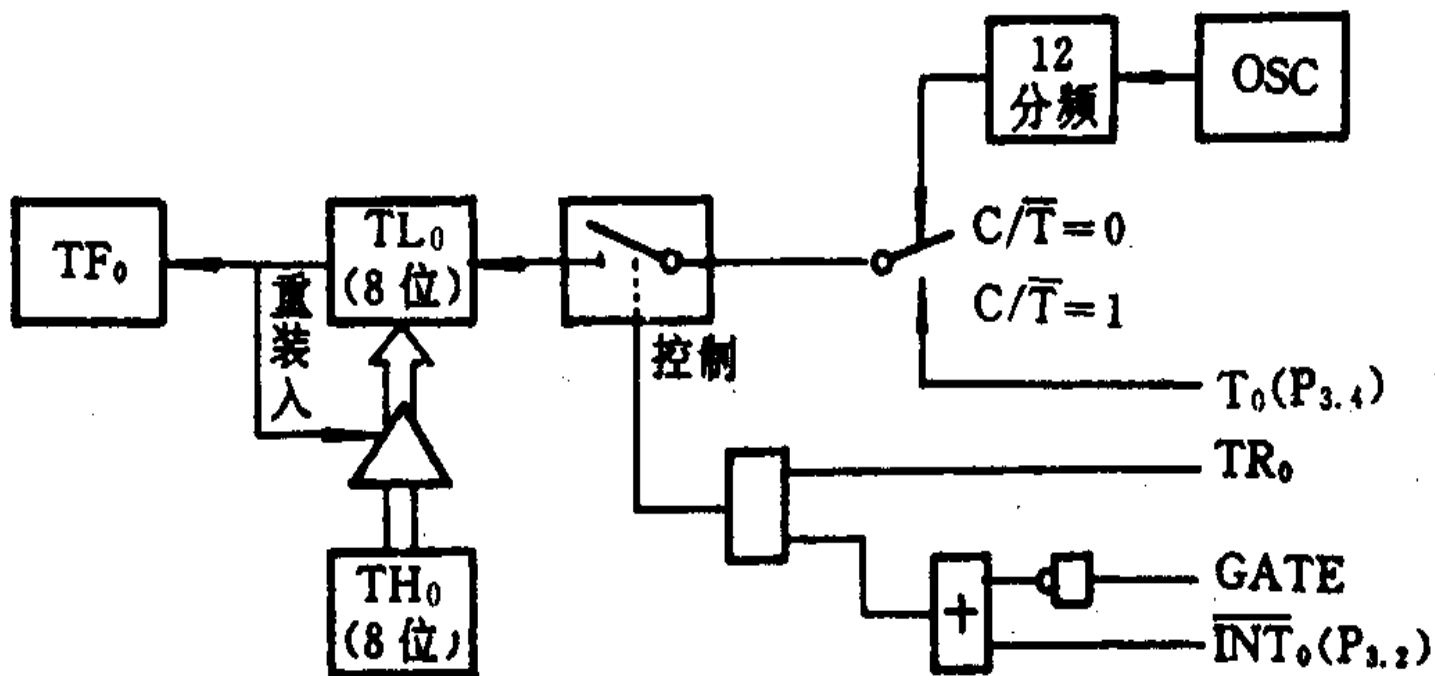 12
分频
OSC
C/T̅=0
TF₀
TL₀
(8 位)
C/T̅=1
重装入
控制
T₀(P₃.₄)
TR₀
TH₀
(8 位)
+
GATE
I̅N̅T̅₀(P₃.₂)